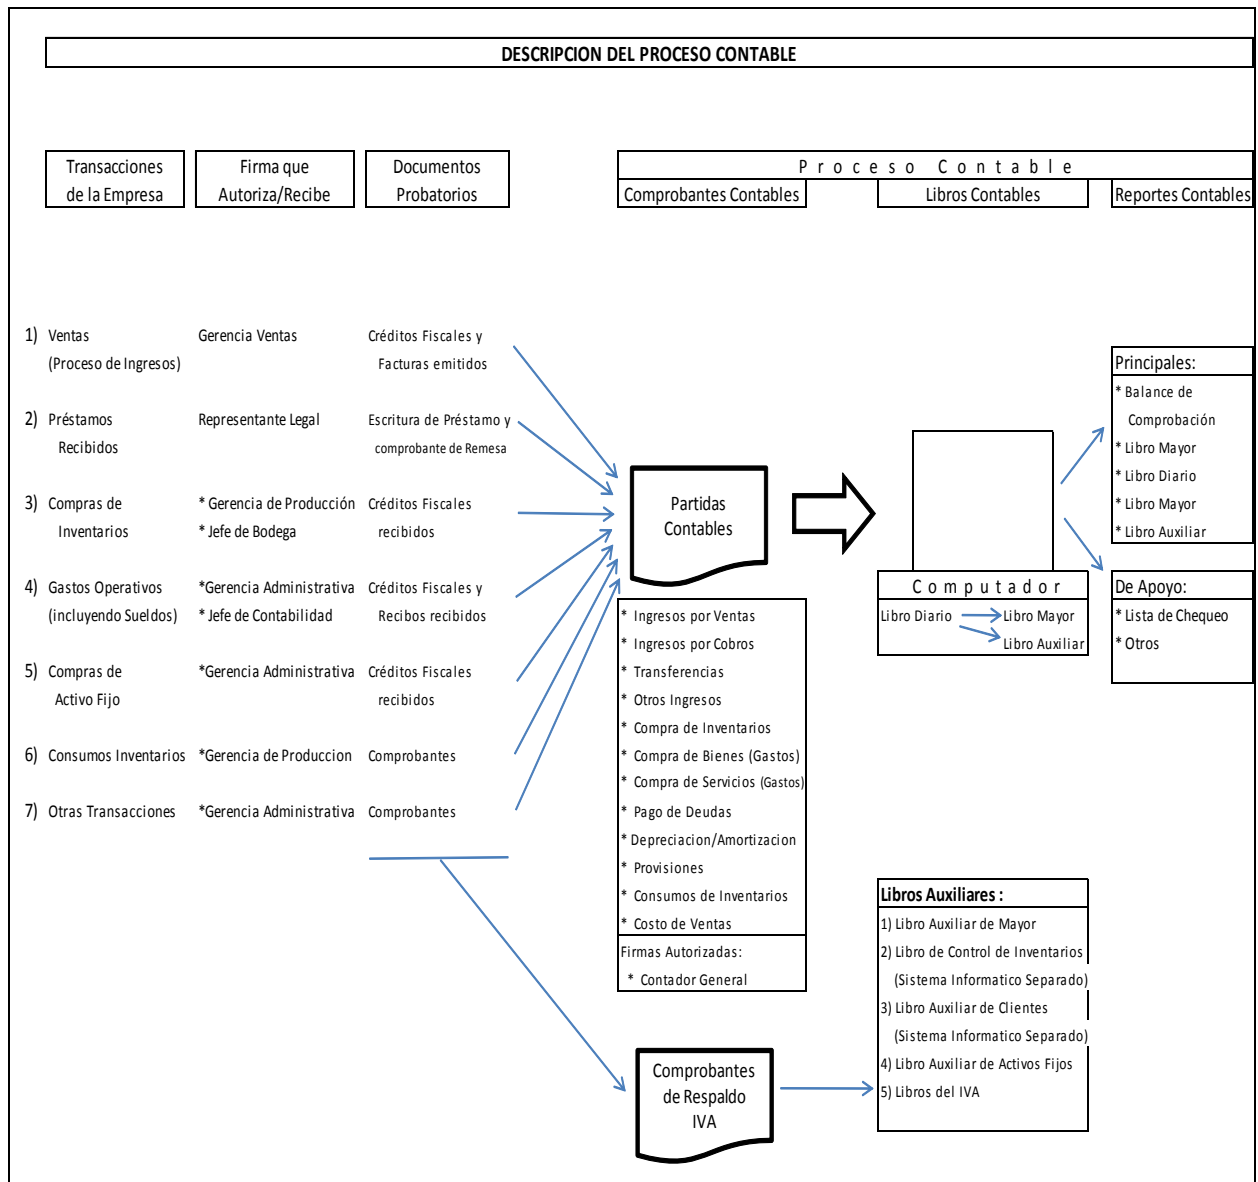 DESCRIPCION DEL PROCESO CONTABLE
Transacciones
de la Empresa
Firma que
Autoriza/Recibe
Documentos
Probatorios
Proceso Contable
Comprobantes Contables
Libros Contables
Reportes Contables
1) Ventas
(Proceso de Ingresos)
Gerencia Ventas
Créditos Fiscales y
Facturas emitidos
2) Préstamos
Recibidos
Representante Legal
Escritura de Préstamo y
comprobante de Remesa
3) Compras de
Inventarios
* Gerencia de Producción
* Jefe de Bodega
Créditos Fiscales
recibidos
4) Gastos Operativos
(incluyendo Sueldos)
*Gerencia Administrativa
* Jefe de Contabilidad
Créditos Fiscales y
Recibos recibidos
5) Compras de
Activo Fijo
*Gerencia Administrativa
Créditos Fiscales
recibidos
6) Consumos Inventarios
*Gerencia de Produccion
Comprobantes
7) Otras Transacciones
*Gerencia Administrativa
Comprobantes
Partidas
Contables
* Ingresos por Ventas
* Ingresos por Cobros
* Transferencias
* Otros Ingresos
* Compra de Inventarios
* Compra de Bienes (Gastos)
* Compra de Servicios (Gastos)
* Pago de Deudas
* Depreciacion/Amortizacion
* Provisiones
* Consumos de Inventarios
* Costo de Ventas
Firmas Autorizadas:
* Contador General
Computador
Libro Diario
Libro Mayor
Libro Auxiliar
Principales:
* Balance de
Comprobación
* Libro Mayor
* Libro Diario
* Libro Mayor
* Libro Auxiliar
De Apoyo:
* Lista de Chequeo
* Otros
Comprobantes
de Respaldo
IVA
Libros Auxiliares :
1) Libro Auxiliar de Mayor
2) Libro de Control de Inventarios
(Sistema Informatico Separado)
3) Libro Auxiliar de Clientes
(Sistema Informatico Separado)
4) Libro Auxiliar de Activos Fijos
5) Libros del IVA